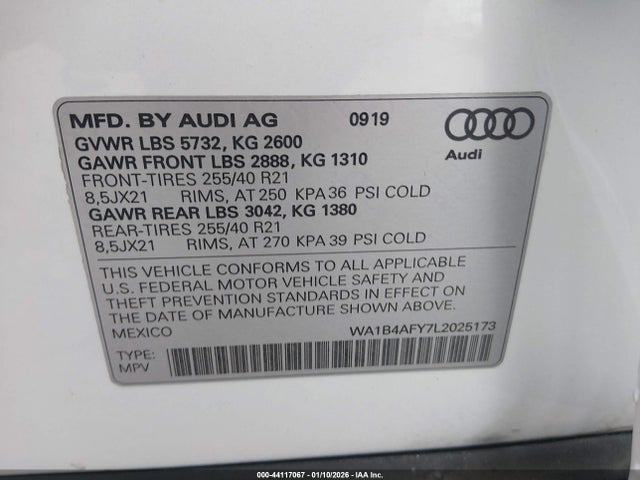 MFD. BY AUDI AG 0919
GVWR LBS 5732, KG 2600
GAWR FRONT LBS 2888, KG 1310
FRONT-TIRES 255/40 R21
8,5JX21 RIMS, AT 250 KPA 36 PSI COLD
GAWR REAR LBS 3042, KG 1380
REAR-TIRES 255/40 R21
8,5JX21 RIMS, AT 270 KPA 39 PSI COLD
Audi
THIS VEHICLE CONFORMS TO ALL APPLICABLE
U.S. FEDERAL MOTOR VEHICLE SAFETY AND
THEFT PREVENTION STANDARDS IN EFFECT ON
THE DATE OF MANUFACTURE SHOWN ABOVE.
MEXICO WA1B4AFY7L2025173
TYPE:
MPV
000-44117067 - 01/10/2026 - IAA Inc.